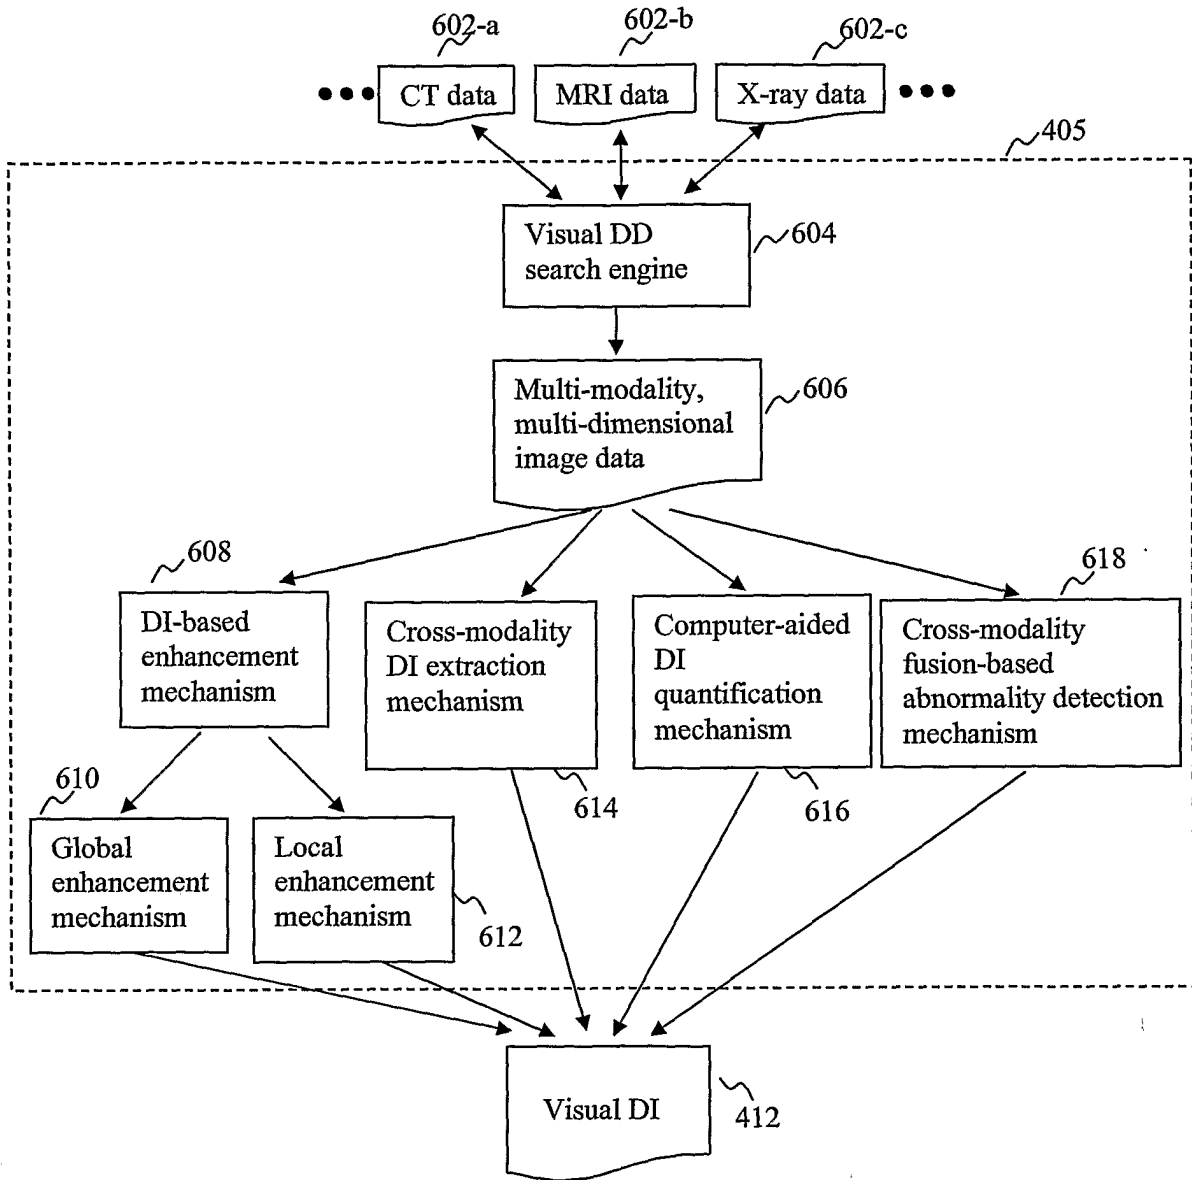 602-a
602-b
602-c
CT data
MRI data
X-ray data
405
Visual DD
search engine
604
Multi-modality,
multi-dimensional
image data
606
608
618
DI-based
enhancement
mechanism
Cross-modality
DI extraction
mechanism
Computer-aided
DI
quantification
mechanism
Cross-modality
fusion-based
abnormality detection
mechanism
610
614
616
Global
enhancement
mechanism
Local
enhancement
mechanism
612
Visual DI
412